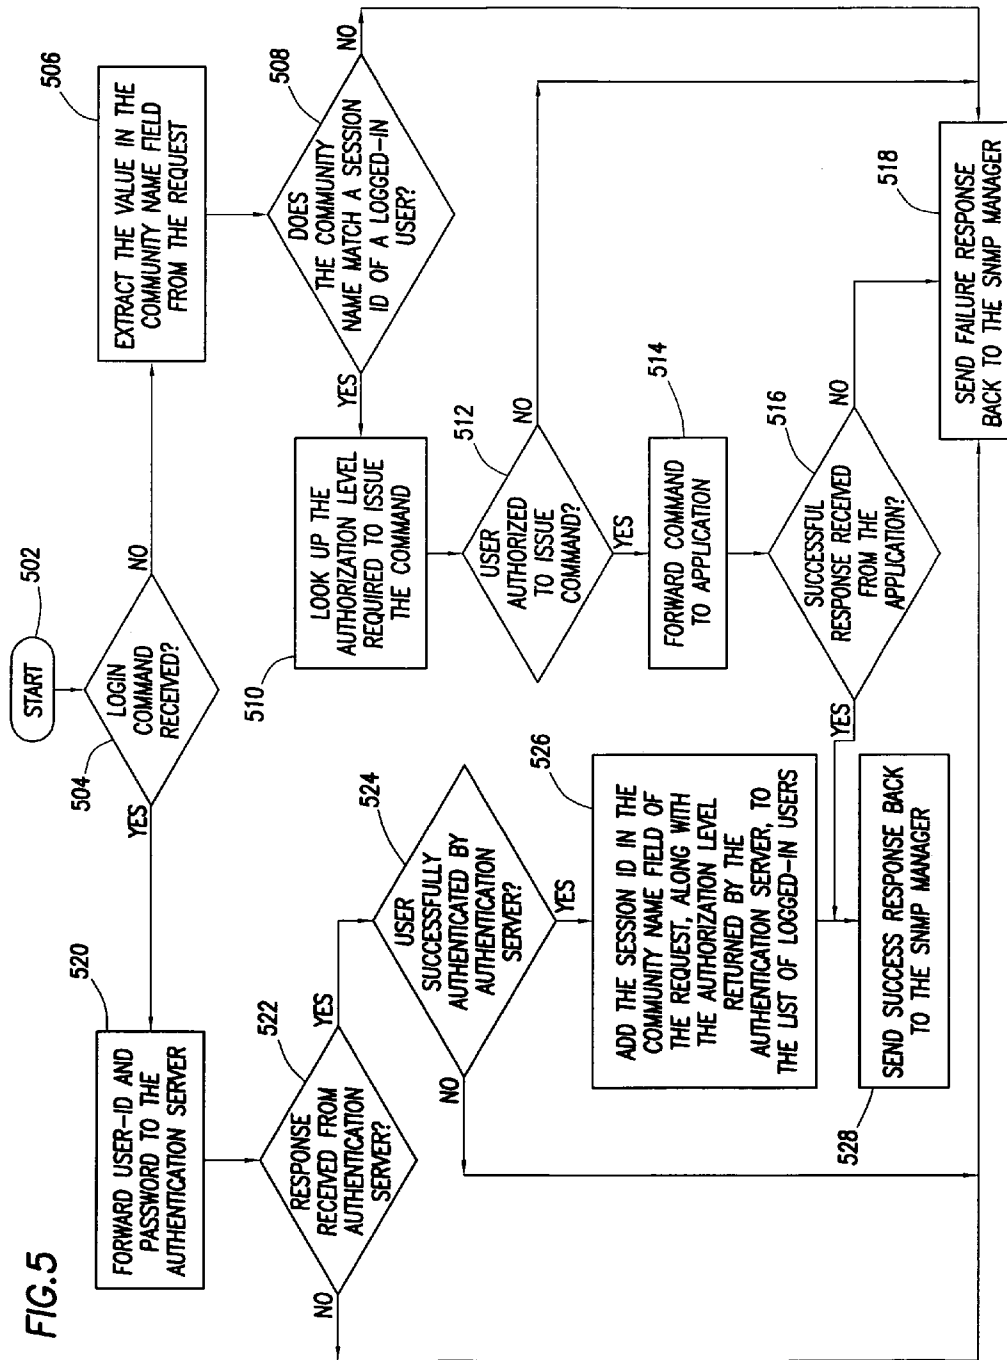 FIG.5
START
502
LOGIN
COMMAND
RECEIVED?
504
YES
NO
EXTRACT THE VALUE IN THE
COMMUNITY NAME FIELD
FROM THE REQUEST
506
DOES
THE COMMUNITY
NAME MATCH A SESSION
ID OF A LOGGED-IN
USER?
508
NO
YES
LOOK UP THE
AUTHORIZATION LEVEL
REQUIRED TO ISSUE
THE COMMAND
510
USER
AUTHORIZED
TO ISSUE
COMMAND?
512
NO
YES
FORWARD COMMAND
TO APPLICATION
514
SUCCESSFUL
RESPONSE RECEIVED
FROM THE
APPLICATION?
516
NO
YES
SEND FAILURE RESPONSE
BACK TO THE SNMP MANAGER
518
FORWARD USER-ID AND
PASSWORD TO THE
AUTHENTICATION SERVER
520
RESPONSE
RECEIVED FROM
AUTHENTICATION
SERVER?
522
YES
NO
USER
SUCCESSFULLY
AUTHENTICATED BY
AUTHENTICATION
SERVER?
524
NO
YES
ADD THE SESSION ID IN THE
COMMUNITY NAME FIELD OF
THE REQUEST, ALONG WITH
THE AUTHORIZATION LEVEL
RETURNED BY THE
AUTHENTICATION SERVER, TO
THE LIST OF LOGGED-IN USERS
526
SEND SUCCESS RESPONSE BACK
TO THE SNMP MANAGER
528